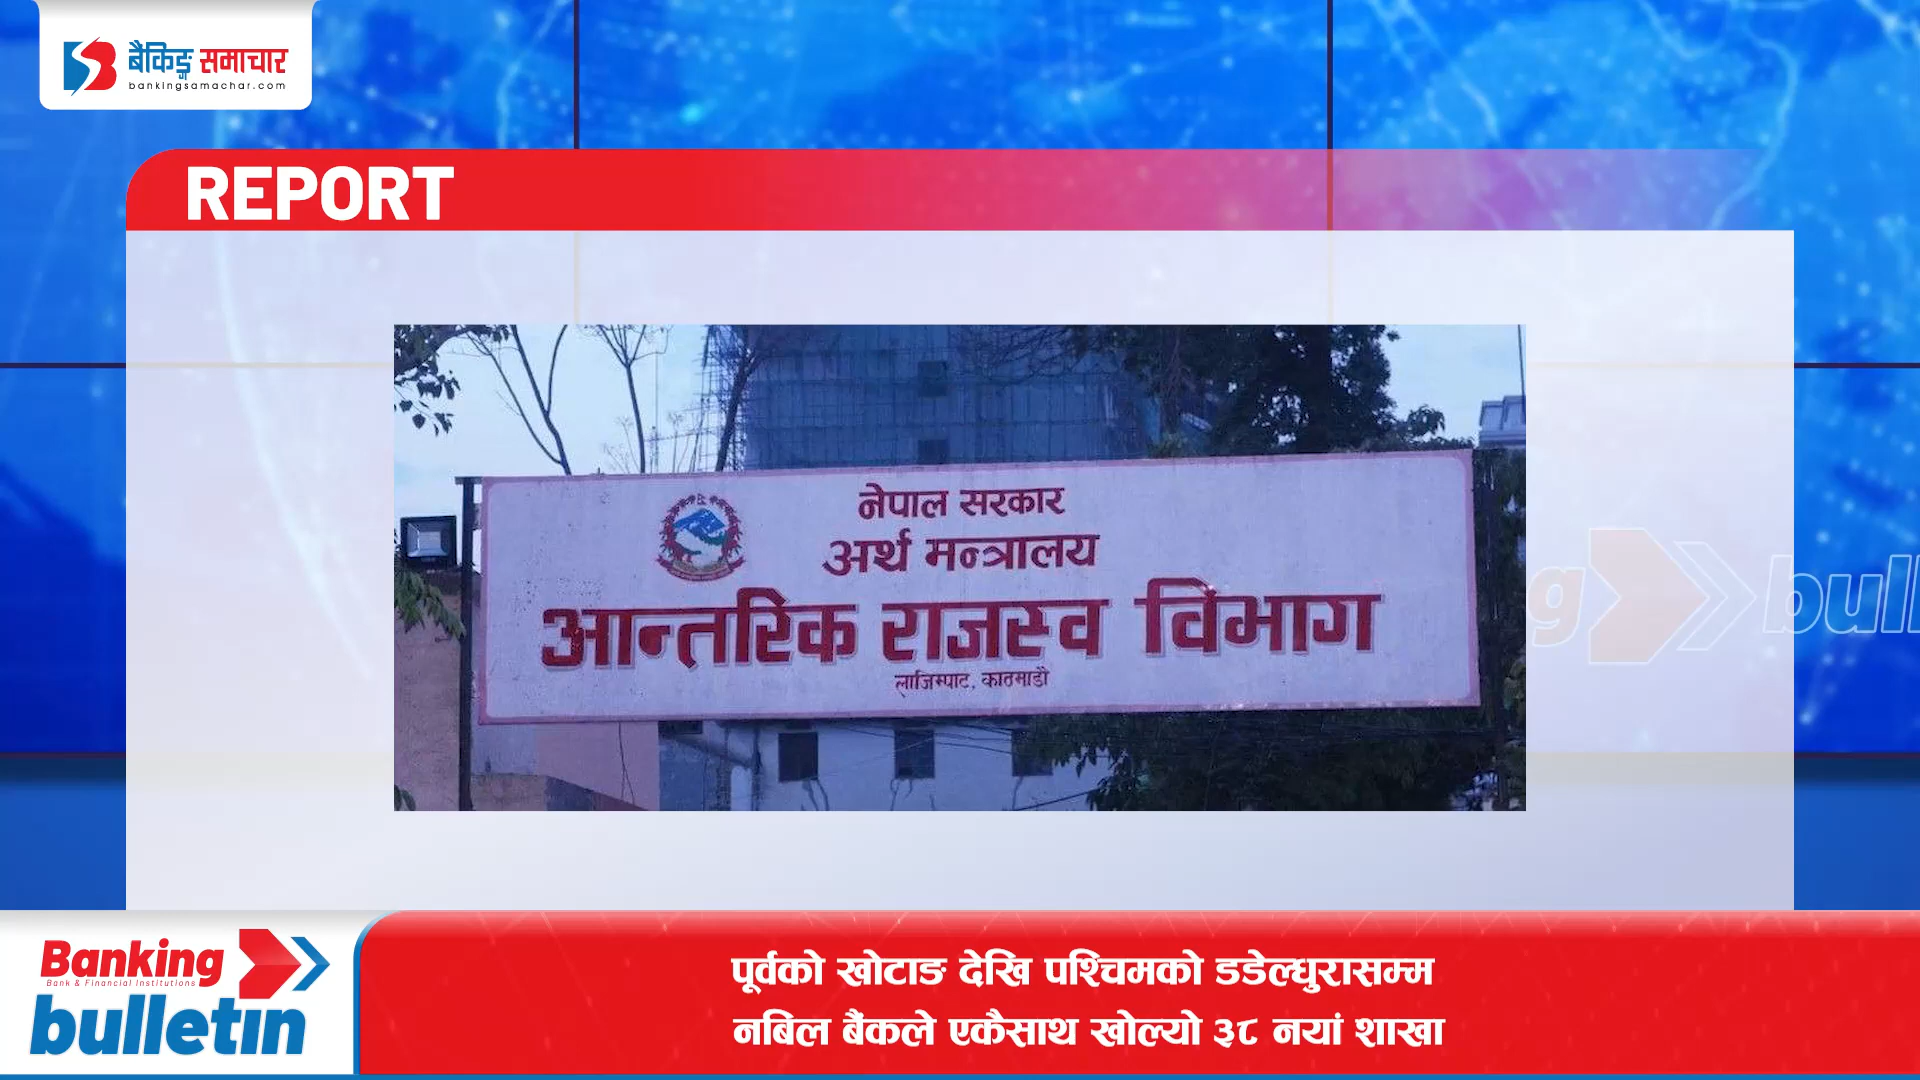 बैकिङ्ग समाचार
bankingsamachar.com
REPORT
नेपाल सरकार
अर्थ मन्त्रालय
आन्तरिक राजस्व विभाग
लाजिम्पाट, काठमाडौं
g bull
Banking
Bank & Financial Institutions
bulletin
पूर्वको खोटाङ देखि पश्चिमको डडेल्धुरासम्म
नबिल बैंकले एकैसाथ खोल्यो ३८ नयां शाखा